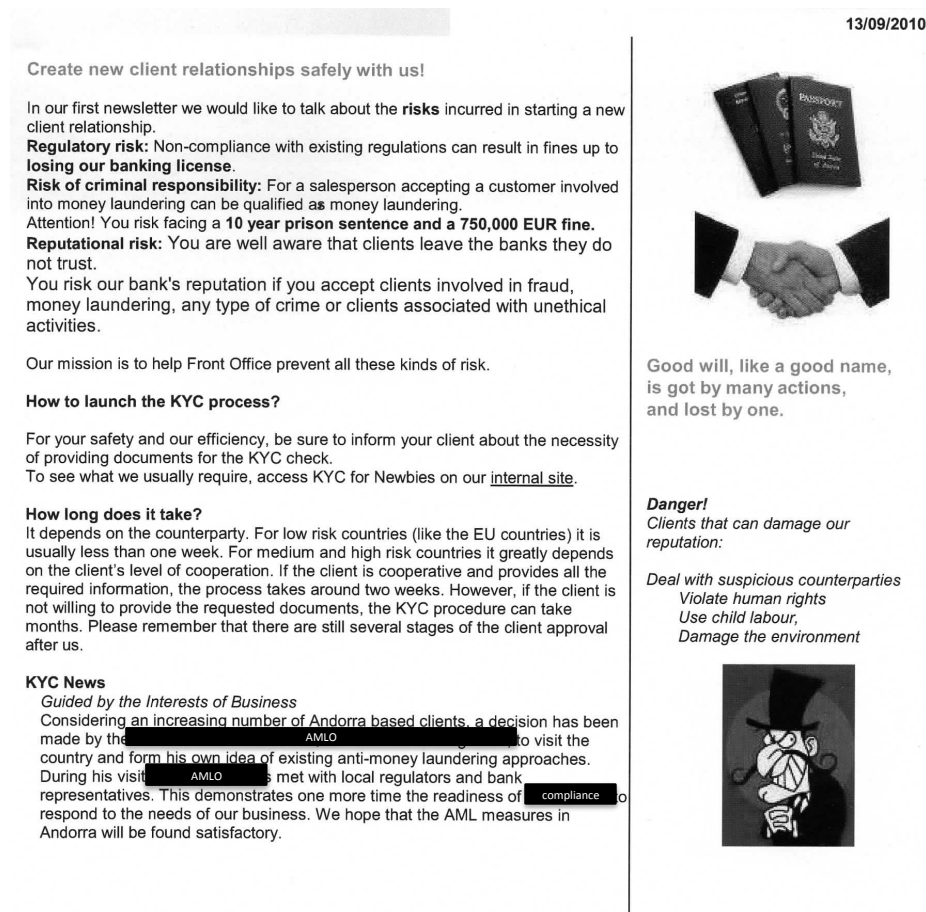 13/09/2010
Create new client relationships safely with us!
In our first newsletter we would like to talk about the risks incurred in starting a new
client relationship.
Regulatory risk: Non-compliance with existing regulations can result in fines up to
losing our banking license.
Risk of criminal responsibility: For a salesperson accepting a customer involved
into money laundering can be qualified as money laundering.
Attention! You risk facing a 10 year prison sentence and a 750,000 EUR fine.
Reputational risk: You are well aware that clients leave the banks they do
not trust.
You risk our bank's reputation if you accept clients involved in fraud,
money laundering, any type of crime or clients associated with unethical
activities.
Our mission is to help Front Office prevent all these kinds of risk.
How to launch the KYC process?
For your safety and our efficiency, be sure to inform your client about the necessity
of providing documents for the KYC check.
To see what we usually require, access KYC for Newbies on our internal site.
How long does it take?
It depends on the counterparty. For low risk countries (like the EU countries) it is
usually less than one week. For medium and high risk countries it greatly depends
on the client's level of cooperation. If the client is cooperative and provides all the
required information, the process takes around two weeks. However, if the client is
not willing to provide the requested documents, the KYC procedure can take
months. Please remember that there are still several stages of the client approval
after us.
KYC News
Guided by the Interests of Business
Considering an increasing number of Andorra based clients, a decision has been
made by the AMLO to visit the
country and form his own idea of existing anti-money laundering approaches.
During his visit AMLO s met with local regulators and bank
representatives. This demonstrates one more time the readiness of compliance to
respond to the needs of our business. We hope that the AML measures in
Andorra will be found satisfactory.
PASSPORT
Good will, like a good name,
is got by many actions,
and lost by one.
Danger!
Clients that can damage our
reputation:
Deal with suspicious counterparties
Violate human rights
Use child labour,
Damage the environment